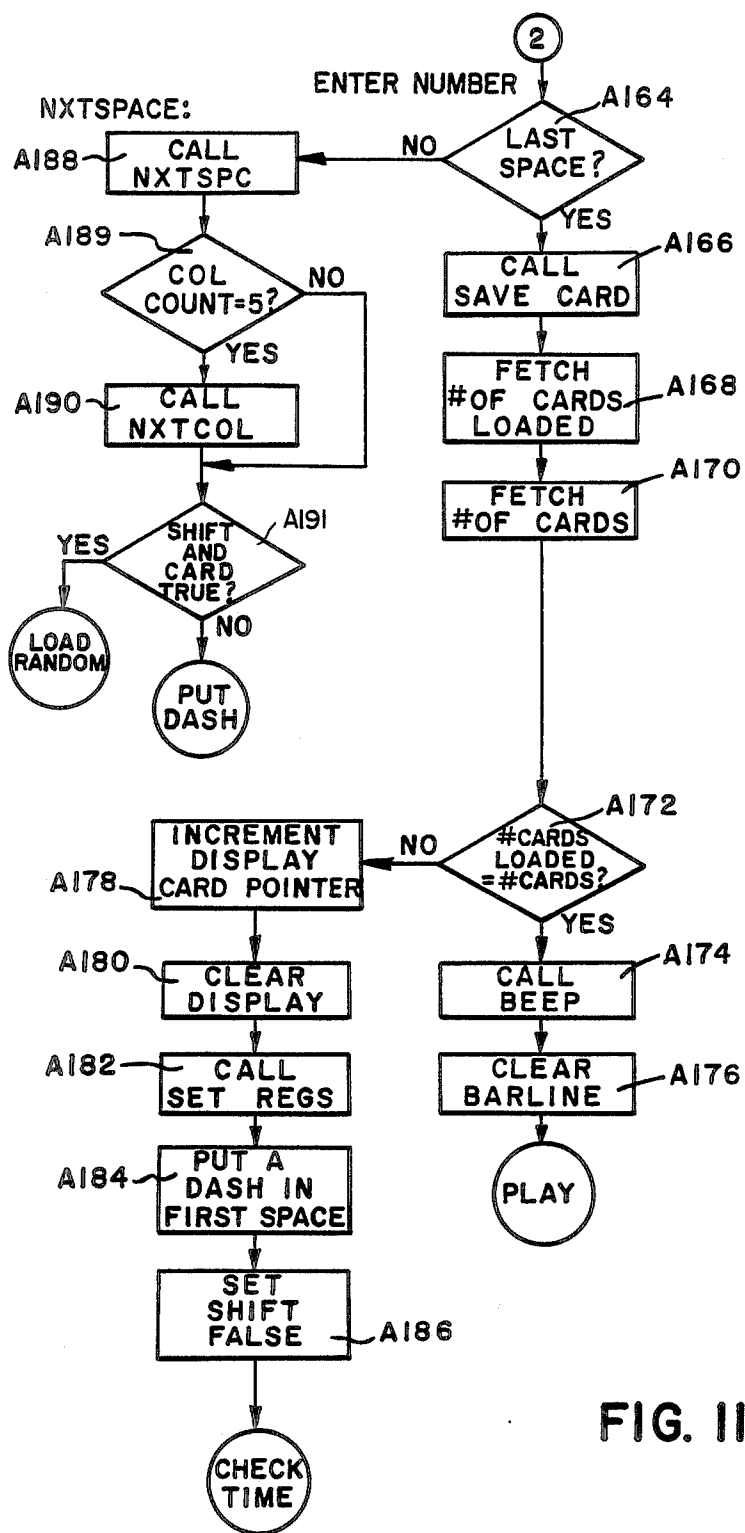 2
ENTER NUMBER
A164
NXTSPACE:
LAST
SPACE?
NO
YES
A188
CALL
NXTSPC
A189
COL
COUNT=5?
NO
YES
A166
CALL
SAVE CARD
A190
CALL
NXTCOL
FETCH
#OF CARDS
LOADED
A168
A170
FETCH
#OF CARDS
A191
SHIFT
AND
CARD
TRUE?
YES
NO
LOAD
RANDOM
PUT
DASH
A172
#CARDS
LOADED
=#CARDS?
NO
YES
INCREMENT
DISPLAY
CARD POINTER
A178
A174
CALL
BEEP
A180
CLEAR
DISPLAY
A182
CALL
SET REGS
CLEAR
BARLINE
A176
A184
PUT A
DASH IN
FIRST SPACE
PLAY
SET
SHIFT
FALSE
A186
CHECK
TIME
FIG. 11